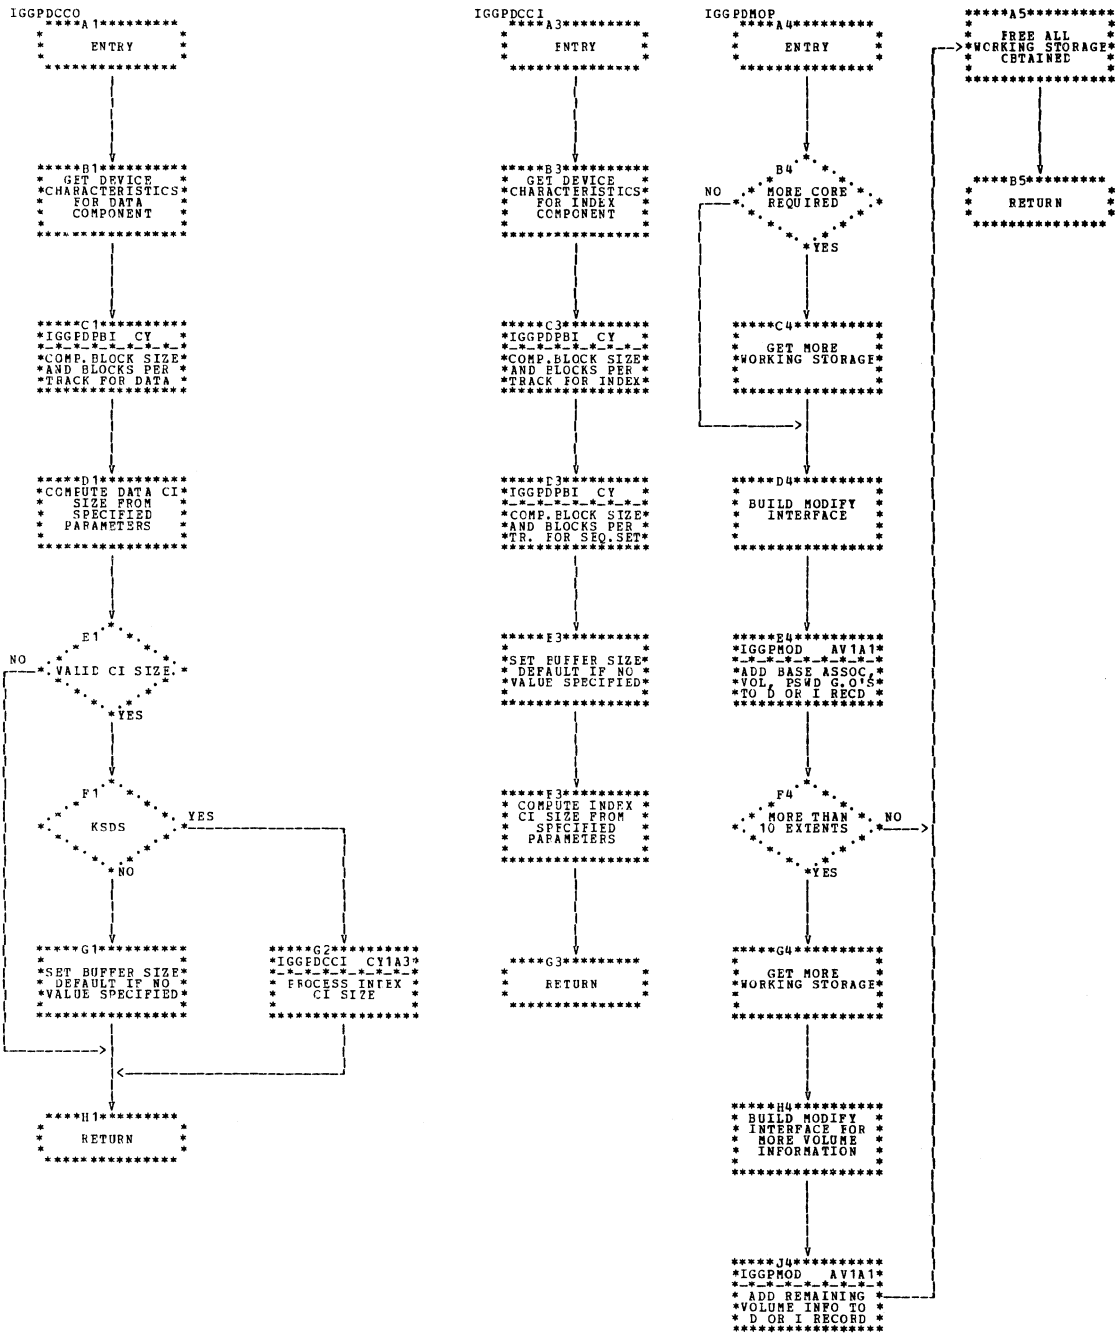 IGGPDCCO
A1
ENTRY
B1
GET DEVICE
CHARACTERISTICS
FOR DATA
COMPONENT
C1
IGGPDPBI CY
COMP.BLOCK SIZE
AND BLOCKS PER
TRACK FOR DATA
D1
COMPUTE DATA CI
SIZE FROM
SPECIFIED
PARAMETERS
E1
NO
VALID CI SIZE
YES
F1
KSDS
YES
NO
G1
SET BUFFER SIZE
DEFAULT IF NO
VALUE SPECIFIED
G2
IGGPDCCI CY1A3
PROCESS INDEX
CI SIZE
H1
RETURN
IGGPDCCI
A3
ENTRY
B3
GET DEVICE
CHARACTERISTICS
FOR INDEX
COMPONENT
C3
IGGPDPBI CY
COMP.BLOCK SIZE
AND BLOCKS PER
TRACK FOR INDEX
D3
IGGPDPBI CY
COMP.BLOCK SIZE
AND BLOCKS PER
TR. FOR SEQ.SET
E3
SET BUFFER SIZE
DEFAULT IF NO
VALUE SPECIFIED
F3
COMPUTE INDEX
CI SIZE FROM
SPECIFIED
PARAMETERS
G3
RETURN
IGGPDMOP
A4
ENTRY
B4
NO
MORE CORE
REQUIRED
YES
C4
GET MORE
WORKING STORAGE
D4
BUILD MODIFY
INTERFACE
E4
IGGPMOD AV1A1
ADD BASE ASSOC,
VOL, PSWD G.O'S
TO D OR I RECD
F4
MORE THAN
10 EXTENTS
NO
YES
G4
GET MORE
WORKING STORAGE
H4
BUILD MODIFY
INTERFACE FOR
MORE VOLUME
INFORMATION
J4
IGGPMOD AV1A1
ADD REMAINING
VOLUME INFO TO
D OR I RECORD
A5
FREE ALL
WORKING STORAGE
OBTAINED
B5
RETURN